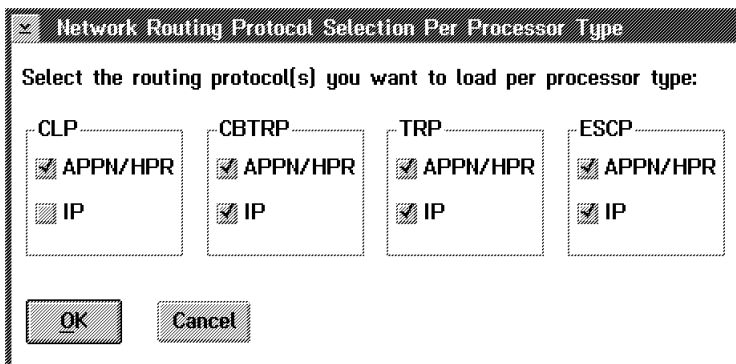 Network Routing Protocol Selection Per Processor Type
Select the routing protocol(s) you want to load per processor type:
CLP CBTRP TRP ESCP
APPN/HPR APPN/HPR APPN/HPR APPN/HPR
IP IP IP IP
OK Cancel